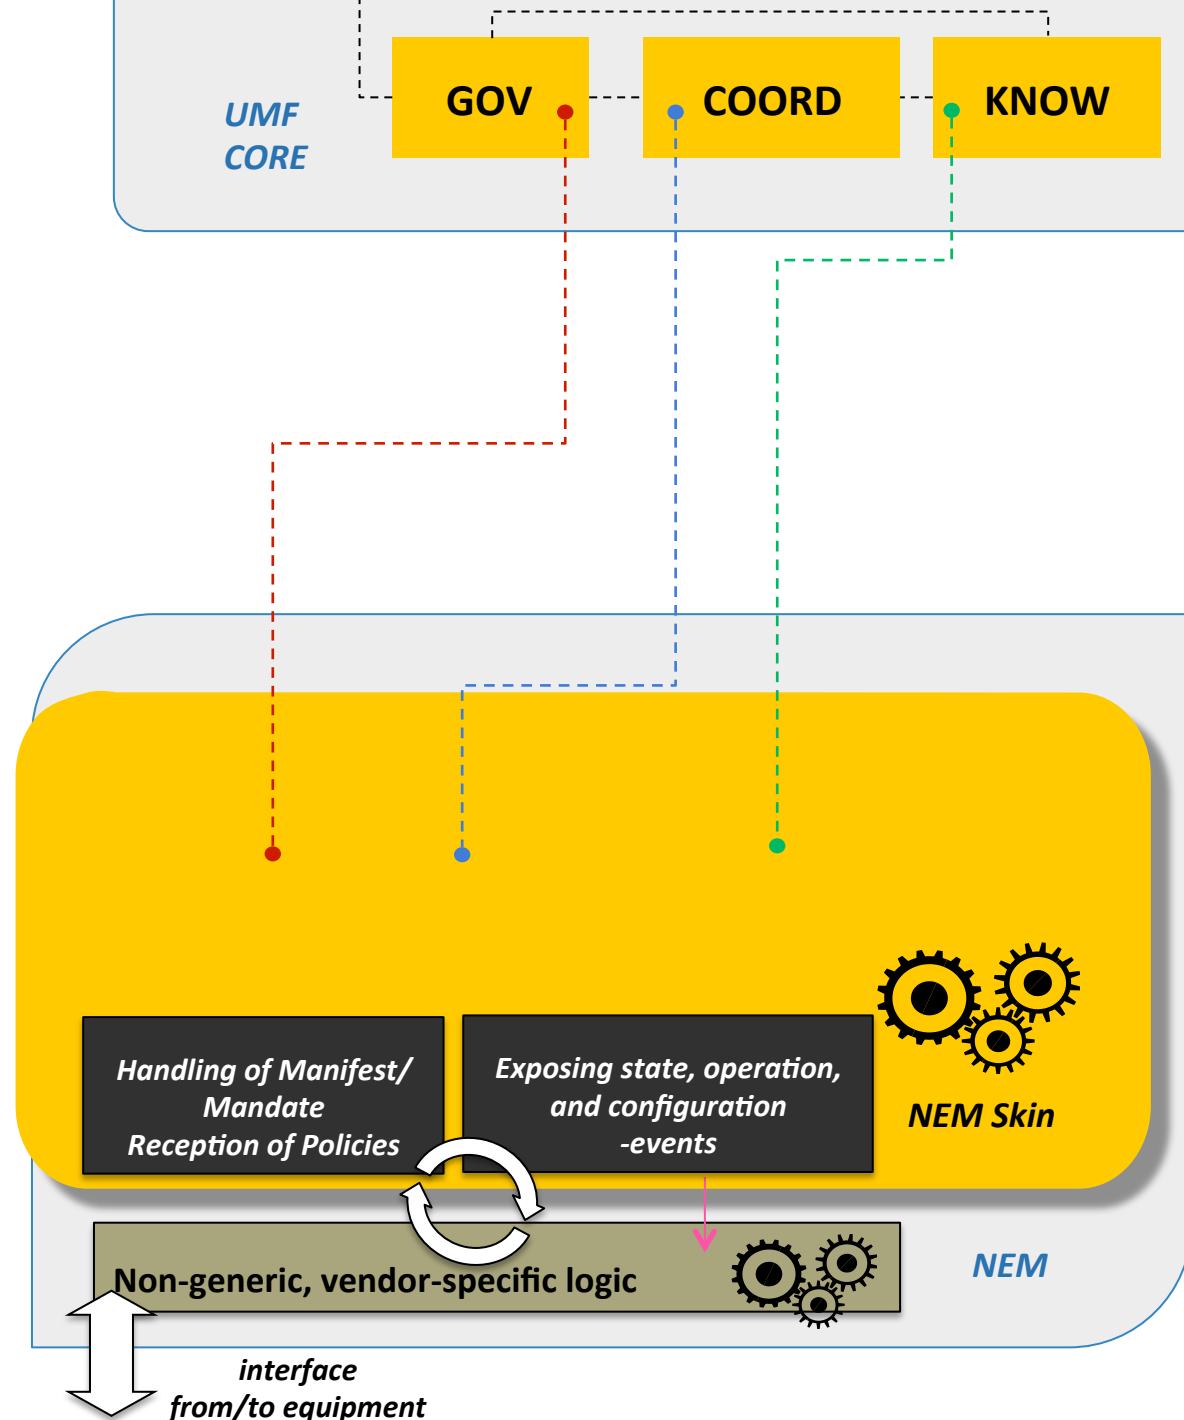 GOV
COORD
KNOW
UMF
CORE
Handling of Manifest/
Mandate
Reception of Policies
Exposing state, operation,
and configuration
-events
NEM Skin
Non-generic, vendor-specific logic
NEM
interface
from/to equipment